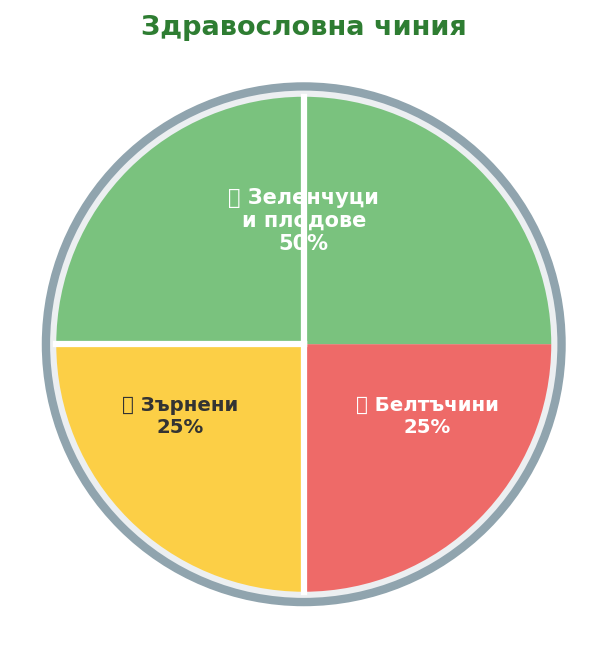 Здравословна чиния
Зеленчуци
и плодове
50%
Зърнени
25%
Белтъчини
25%